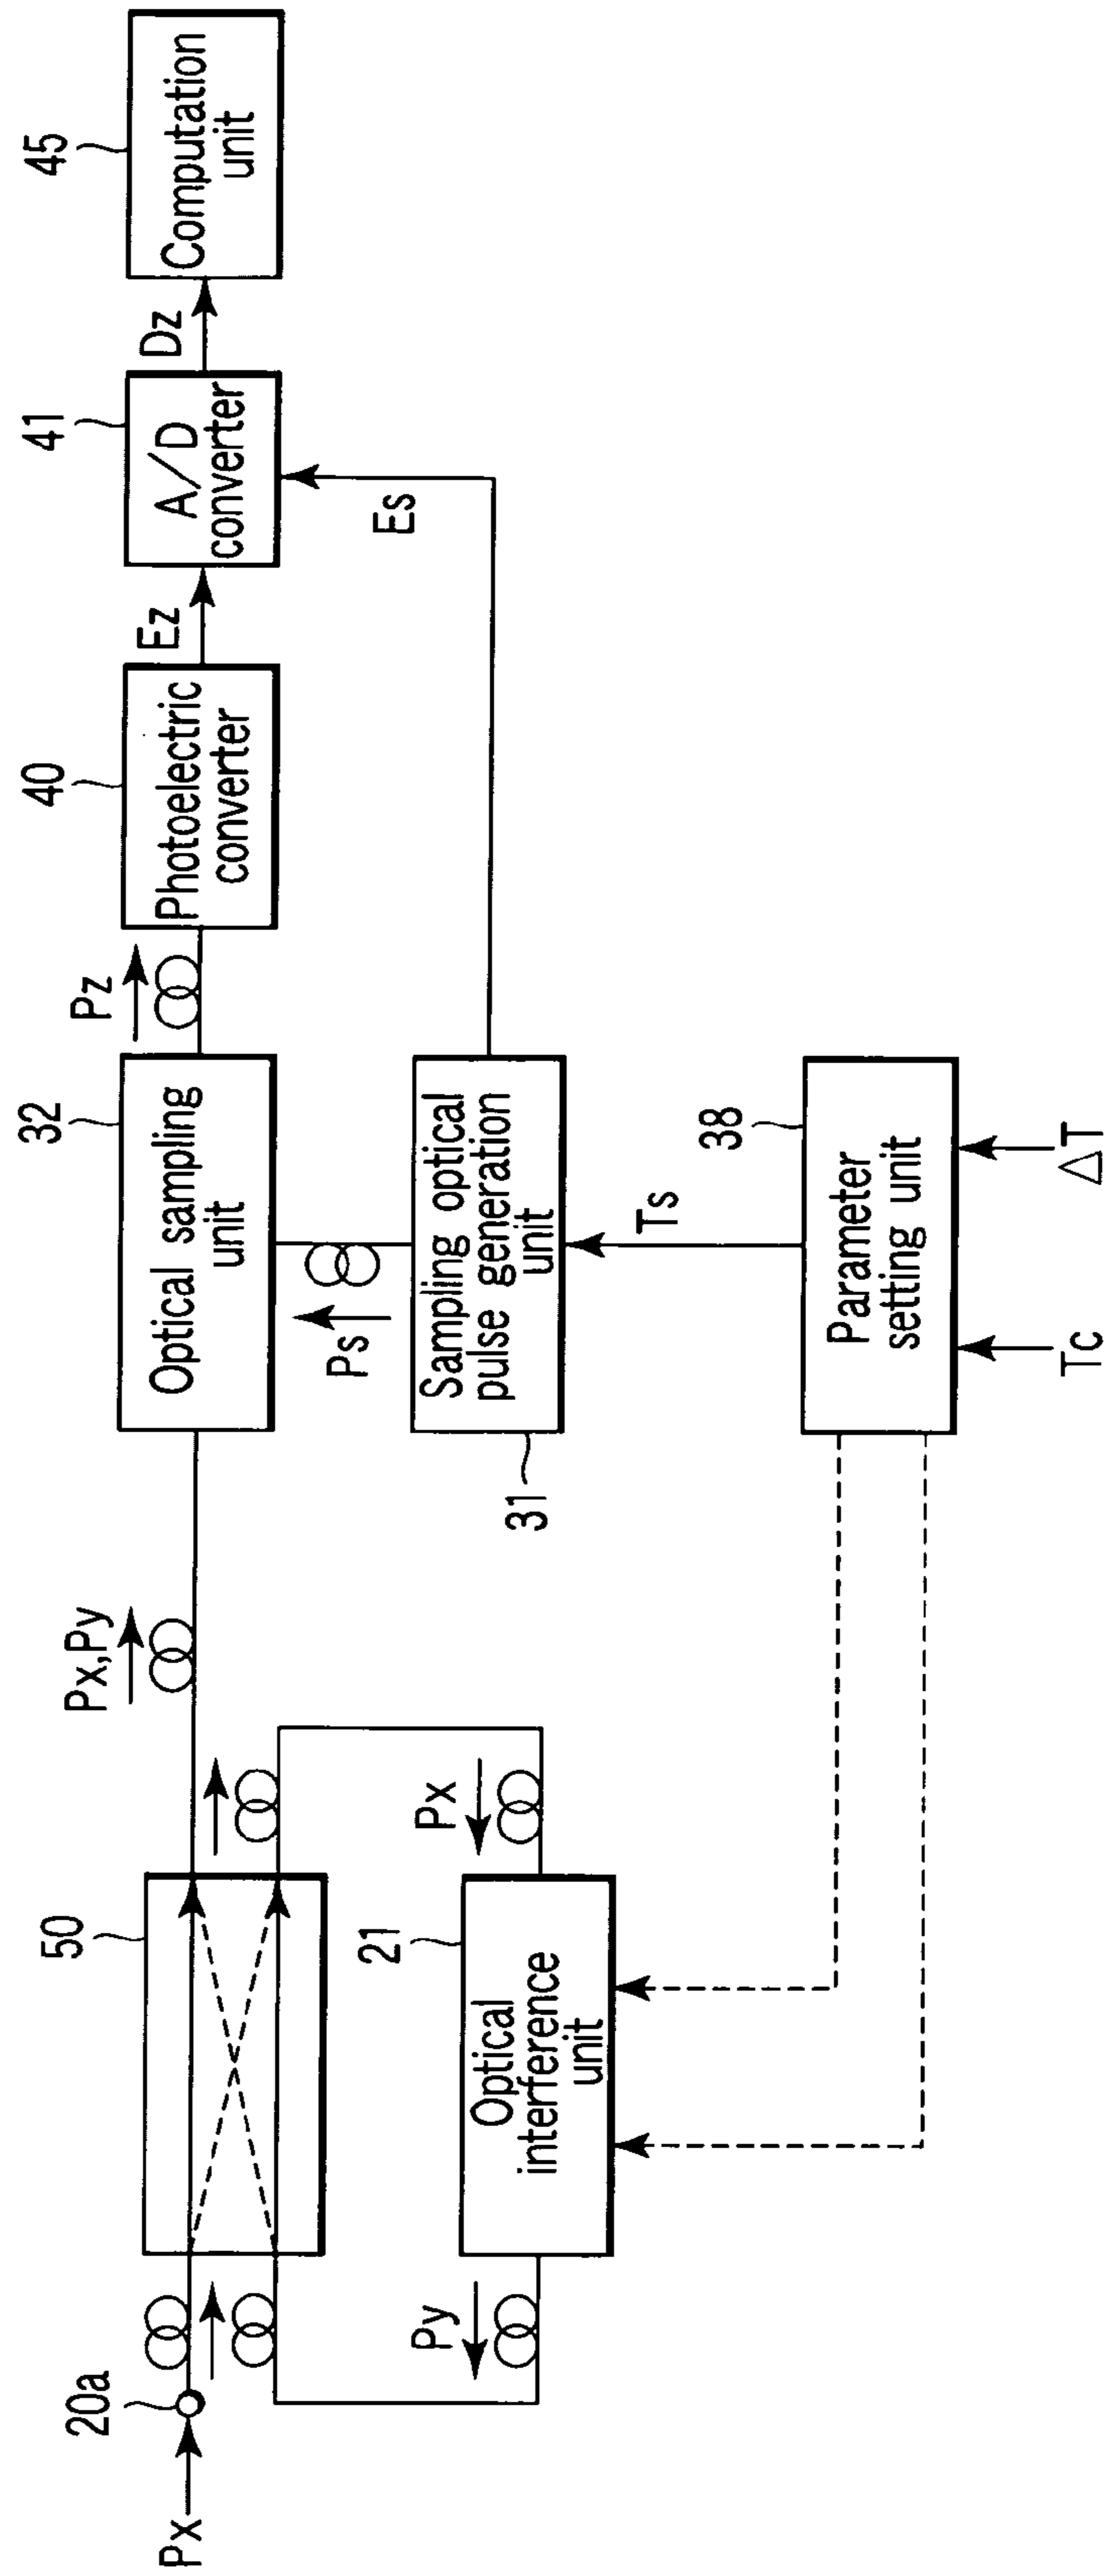 Px
20a
50
Px,Py
32
Optical sampling
unit
Pz
40
Photoelectric
converter
Ez
41
A/D
converter
Dz
45
Computation
unit
Py
21
Optical
interference
unit
Px
Ps
31
Sampling optical
pulse generation
unit
Es
Ts
38
Parameter
setting unit
Tc
△T